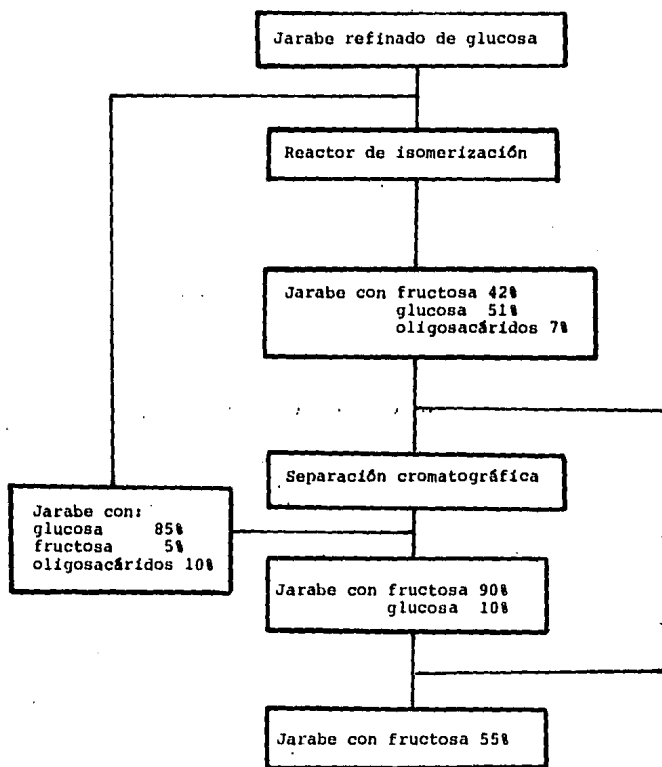 Jarabe refinado de glucosa
Reactor de isomerización
Jarabe con fructosa 42%
glucosa 51%
oligosacáridos 7%
Separación cromatográfica
Jarabe con:
glucosa 85%
fructosa 5%
oligosacáridos 10%
Jarabe con fructosa 90%
glucosa 10%
Jarabe con fructosa 55%